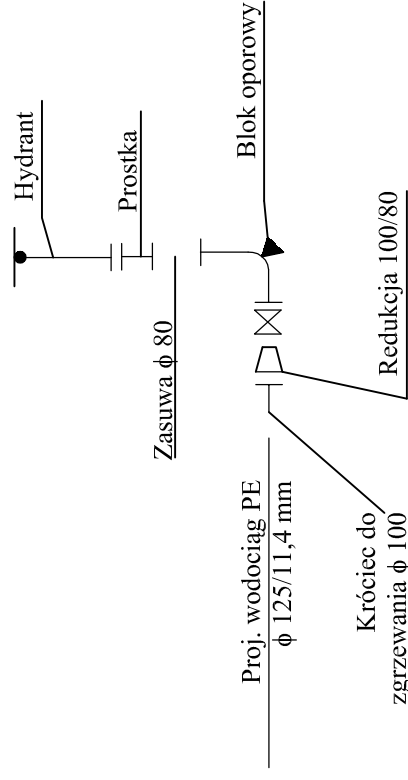 Hydrant
Prostka
Blok oporowy
Zasuwa ϕ 80
Redukcja 100/80
Proj. wodociąg PE
ϕ 125/11,4 mm
Króciec do
zgrzewania ϕ 100